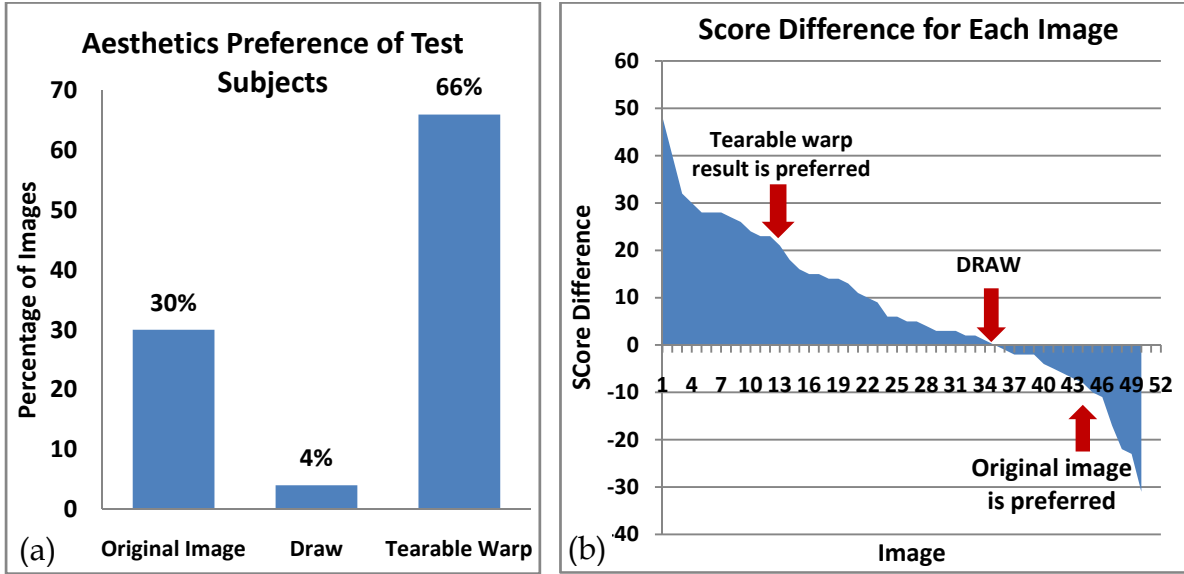 Aesthetics Preference of Test
Subjects
Percentage of Images
70
60
50
40
30
20
10
0
30%
4%
66%
Original Image
Draw
Tearable Warp
(a)
Score Difference for Each Image
SCore Difference
60
50
40
30
20
10
0
-10
-20
-30
-40
Tearable warp
result is preferred
DRAW
1 4 7 10 13 16 19 22 25 28 31 34 37 40 43 46 49 52
Original image
is preferred
Image
(b)